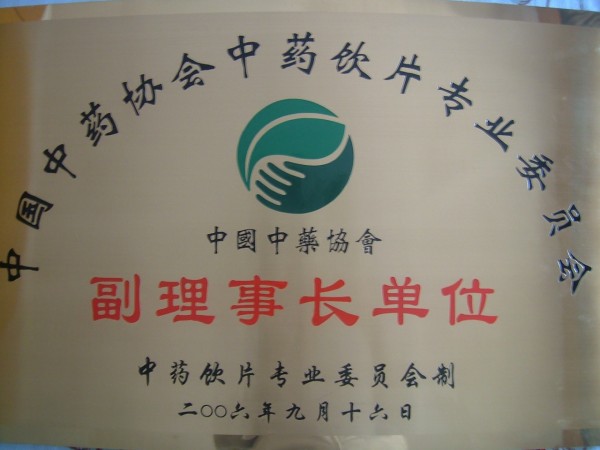 中国中药协会中药饮片专业委员会
中國中藥協會
副理事长单位
中药饮片专业委员会制
二○○六年九月十六日